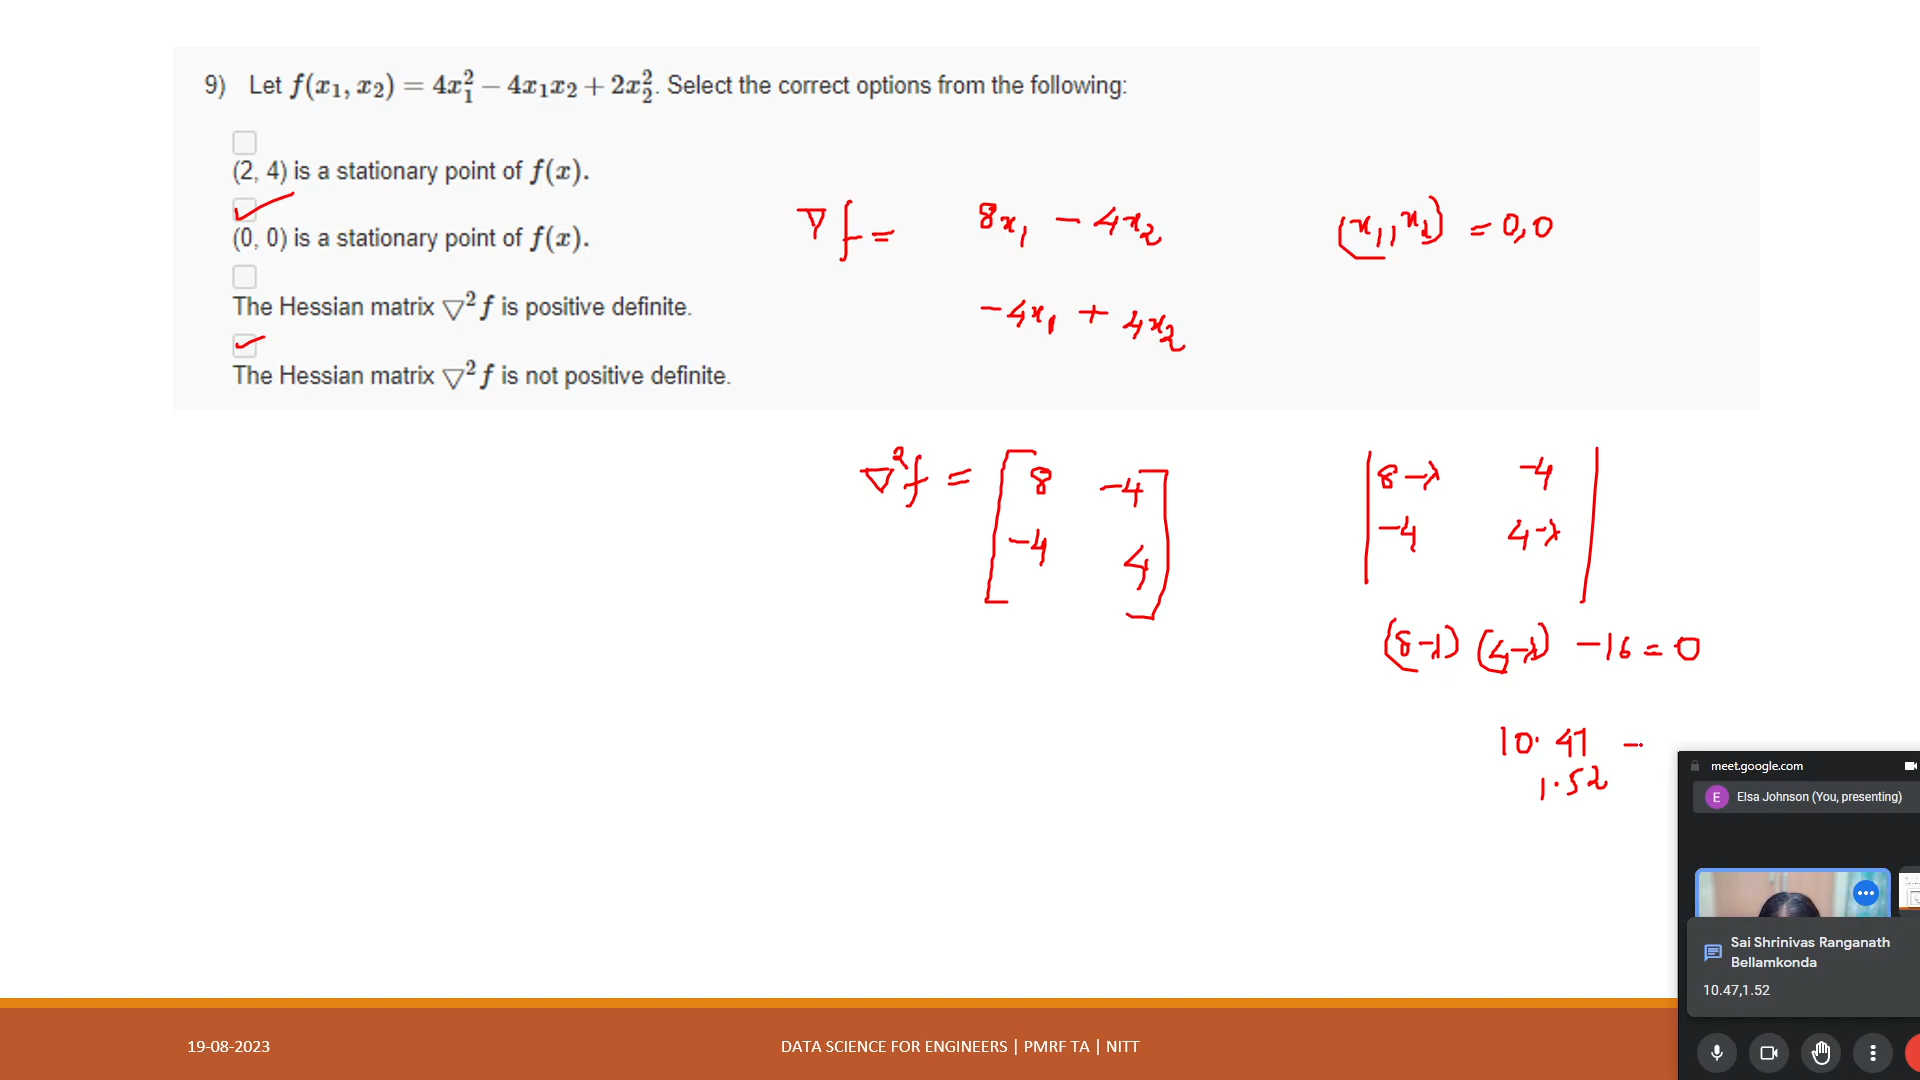 9) Let f(x₁, x₂) = 4x₁² − 4x₁x₂ + 2x₂². Select the correct options from the following:
(2, 4) is a stationary point of f(x).
(0, 0) is a stationary point of f(x).
The Hessian matrix ▽²f is positive definite.
The Hessian matrix ▽²f is not positive definite.
∇f = 8x₁ − 4x₂
−4x₁ + 4x₂
(x₁, x₂) = 0,0
∇²f = [8 −4
−4 4]
|8−λ −4
−4 4−λ|
(8−λ) (4−λ) −16 = 0
10.47 −
1.52
meet.google.com
E Elsa Johnson (You, presenting)
Sai Shrinivas Ranganath
Bellamkonda
10.47,1.52
19-08-2023 DATA SCIENCE FOR ENGINEERS | PMRF TA | NITT